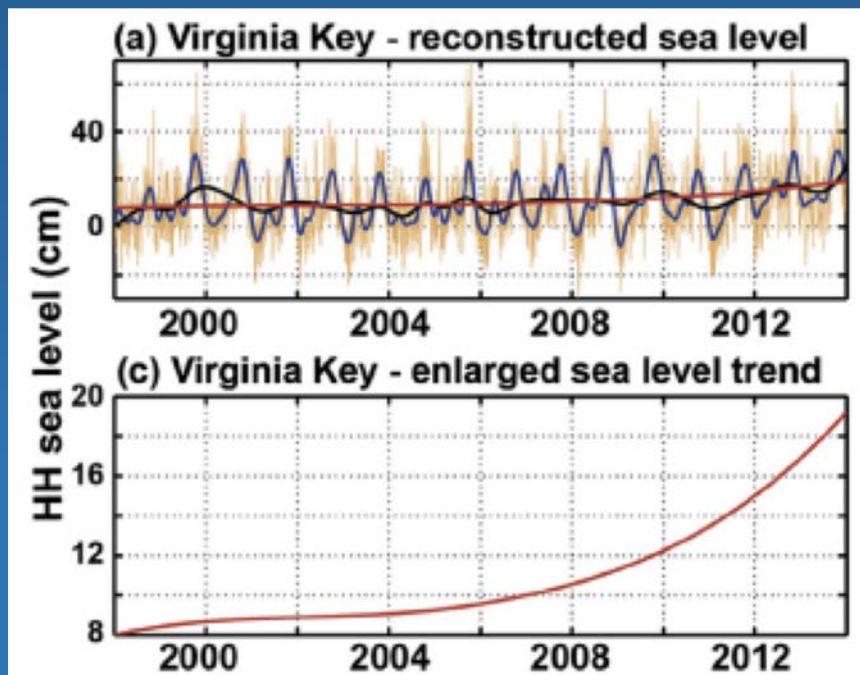 (a) Virginia Key - reconstructed sea level
40
0
2000 2004 2008 2012
HH sea level (cm)
(c) Virginia Key - enlarged sea level trend
20
16
12
8
2000 2004 2008 2012